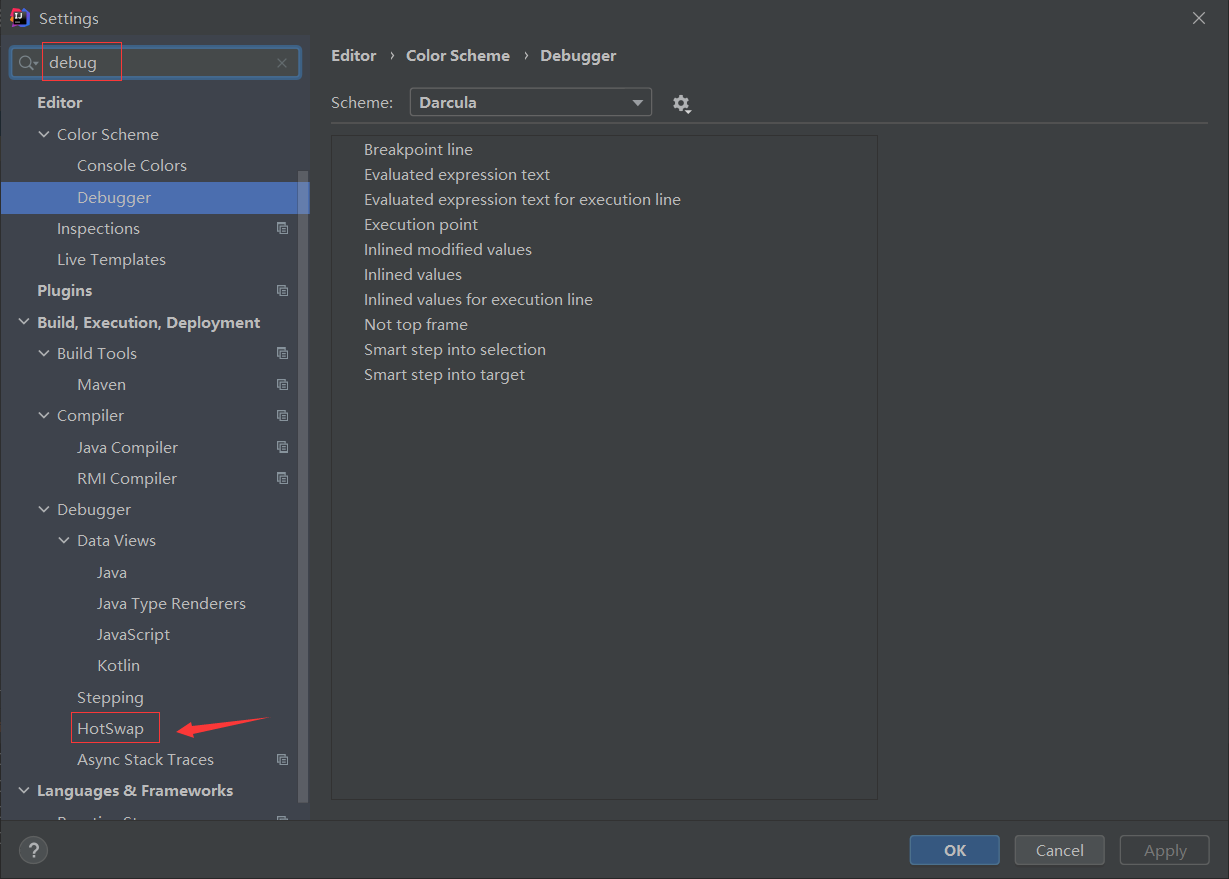 Settings
debug
Editor
Color Scheme
Console Colors
Debugger
Inspections
Live Templates
Plugins
Build, Execution, Deployment
Build Tools
Maven
Compiler
Java Compiler
RMI Compiler
Debugger
Data Views
Java
Java Type Renderers
JavaScript
Kotlin
Stepping
HotSwap
Async Stack Traces
Languages & Frameworks
Editor › Color Scheme › Debugger
Scheme: Darcula
Breakpoint line
Evaluated expression text
Evaluated expression text for execution line
Execution point
Inlined modified values
Inlined values
Inlined values for execution line
Not top frame
Smart step into selection
Smart step into target
?
OK Cancel Apply